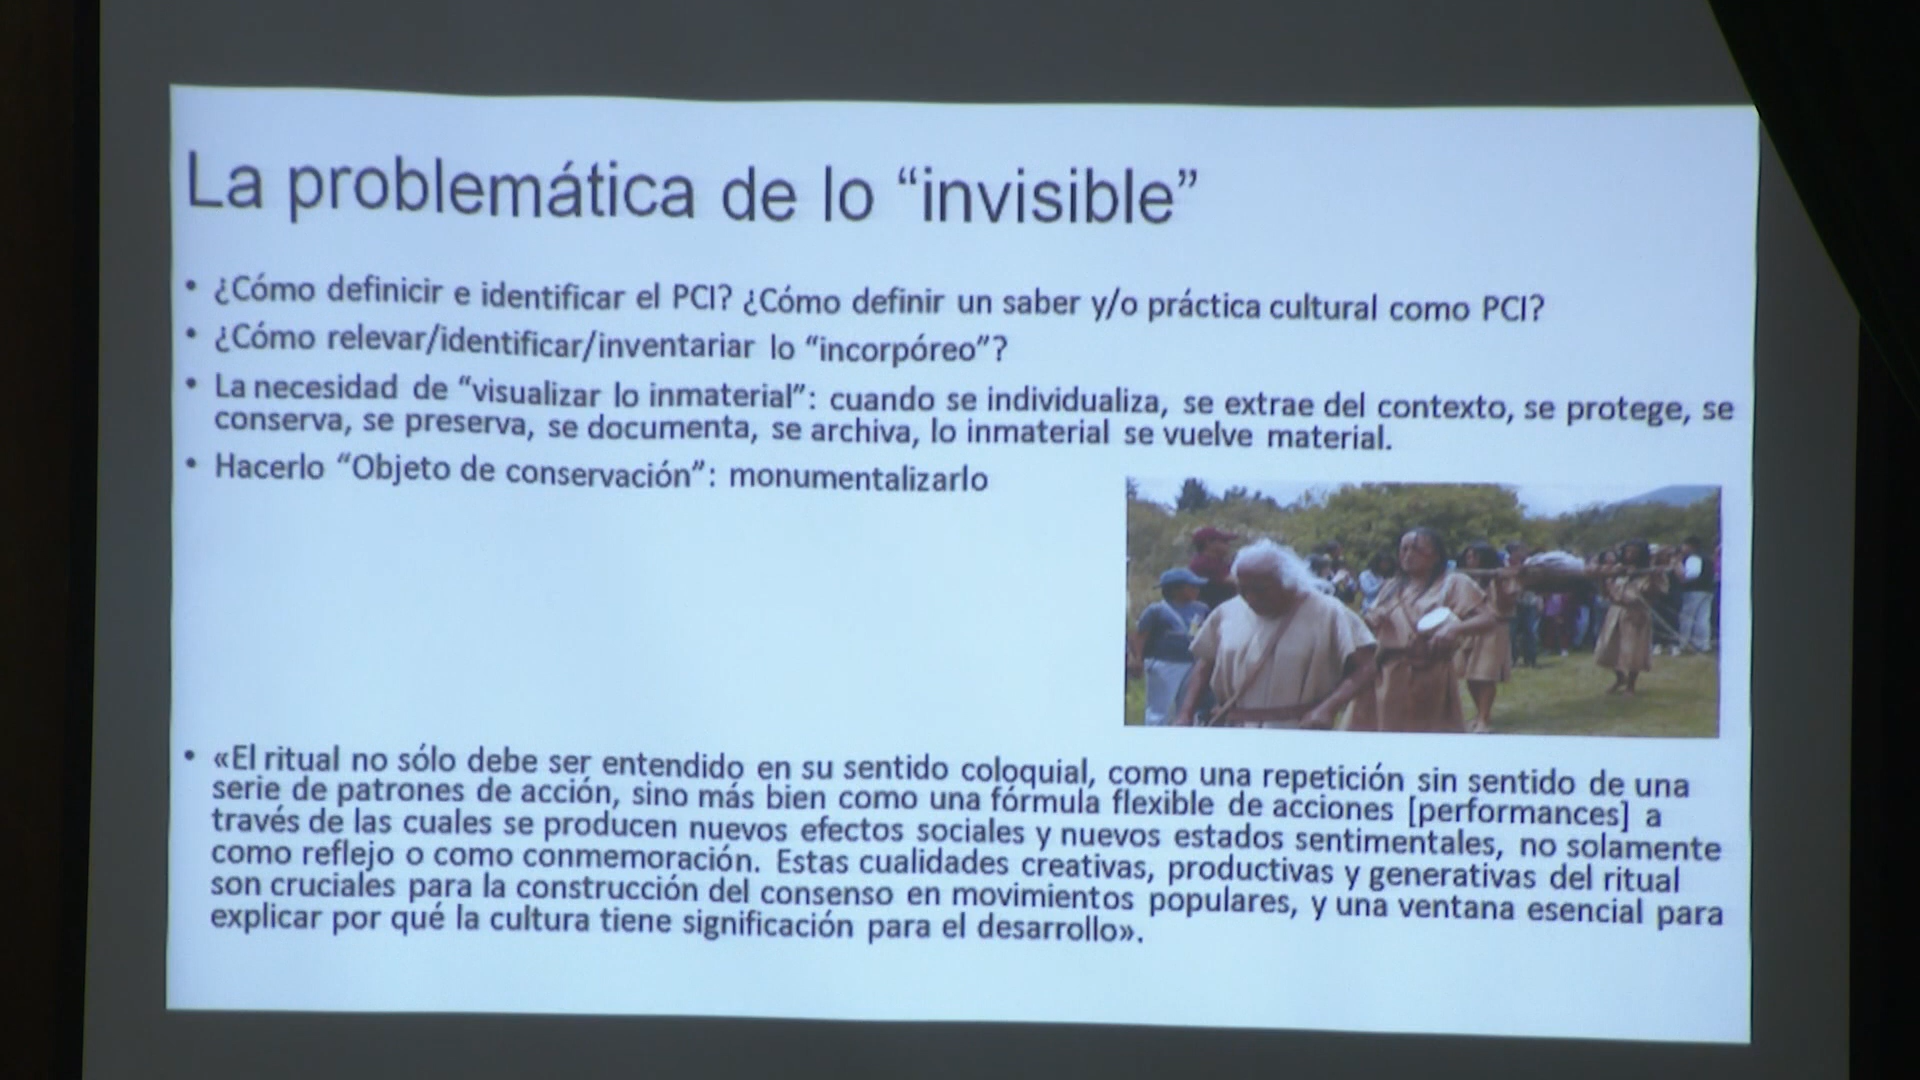 La problemática de lo “invisible”
• ¿Cómo definicir e identificar el PCI? ¿Cómo definir un saber y/o práctica cultural como PCI?
• ¿Cómo relevar/identificar/inventariar lo “incorpóreo”?
• La necesidad de “visualizar lo inmaterial”: cuando se individualiza, se extrae del contexto, se protege, se
conserva, se preserva, se documenta, se archiva, lo inmaterial se vuelve material.
• Hacerlo “Objeto de conservación”: monumentalizarlo
• «El ritual no sólo debe ser entendido en su sentido coloquial, como una repetición sin sentido de una
serie de patrones de acción, sino más bien como una fórmula flexible de acciones [performances] a
través de las cuales se producen nuevos efectos sociales y nuevos estados sentimentales, no solamente
como reflejo o como conmemoración. Estas cualidades creativas, productivas y generativas del ritual
son cruciales para la construcción del consenso en movimientos populares, y una ventana esencial para
explicar por qué la cultura tiene significación para el desarrollo».